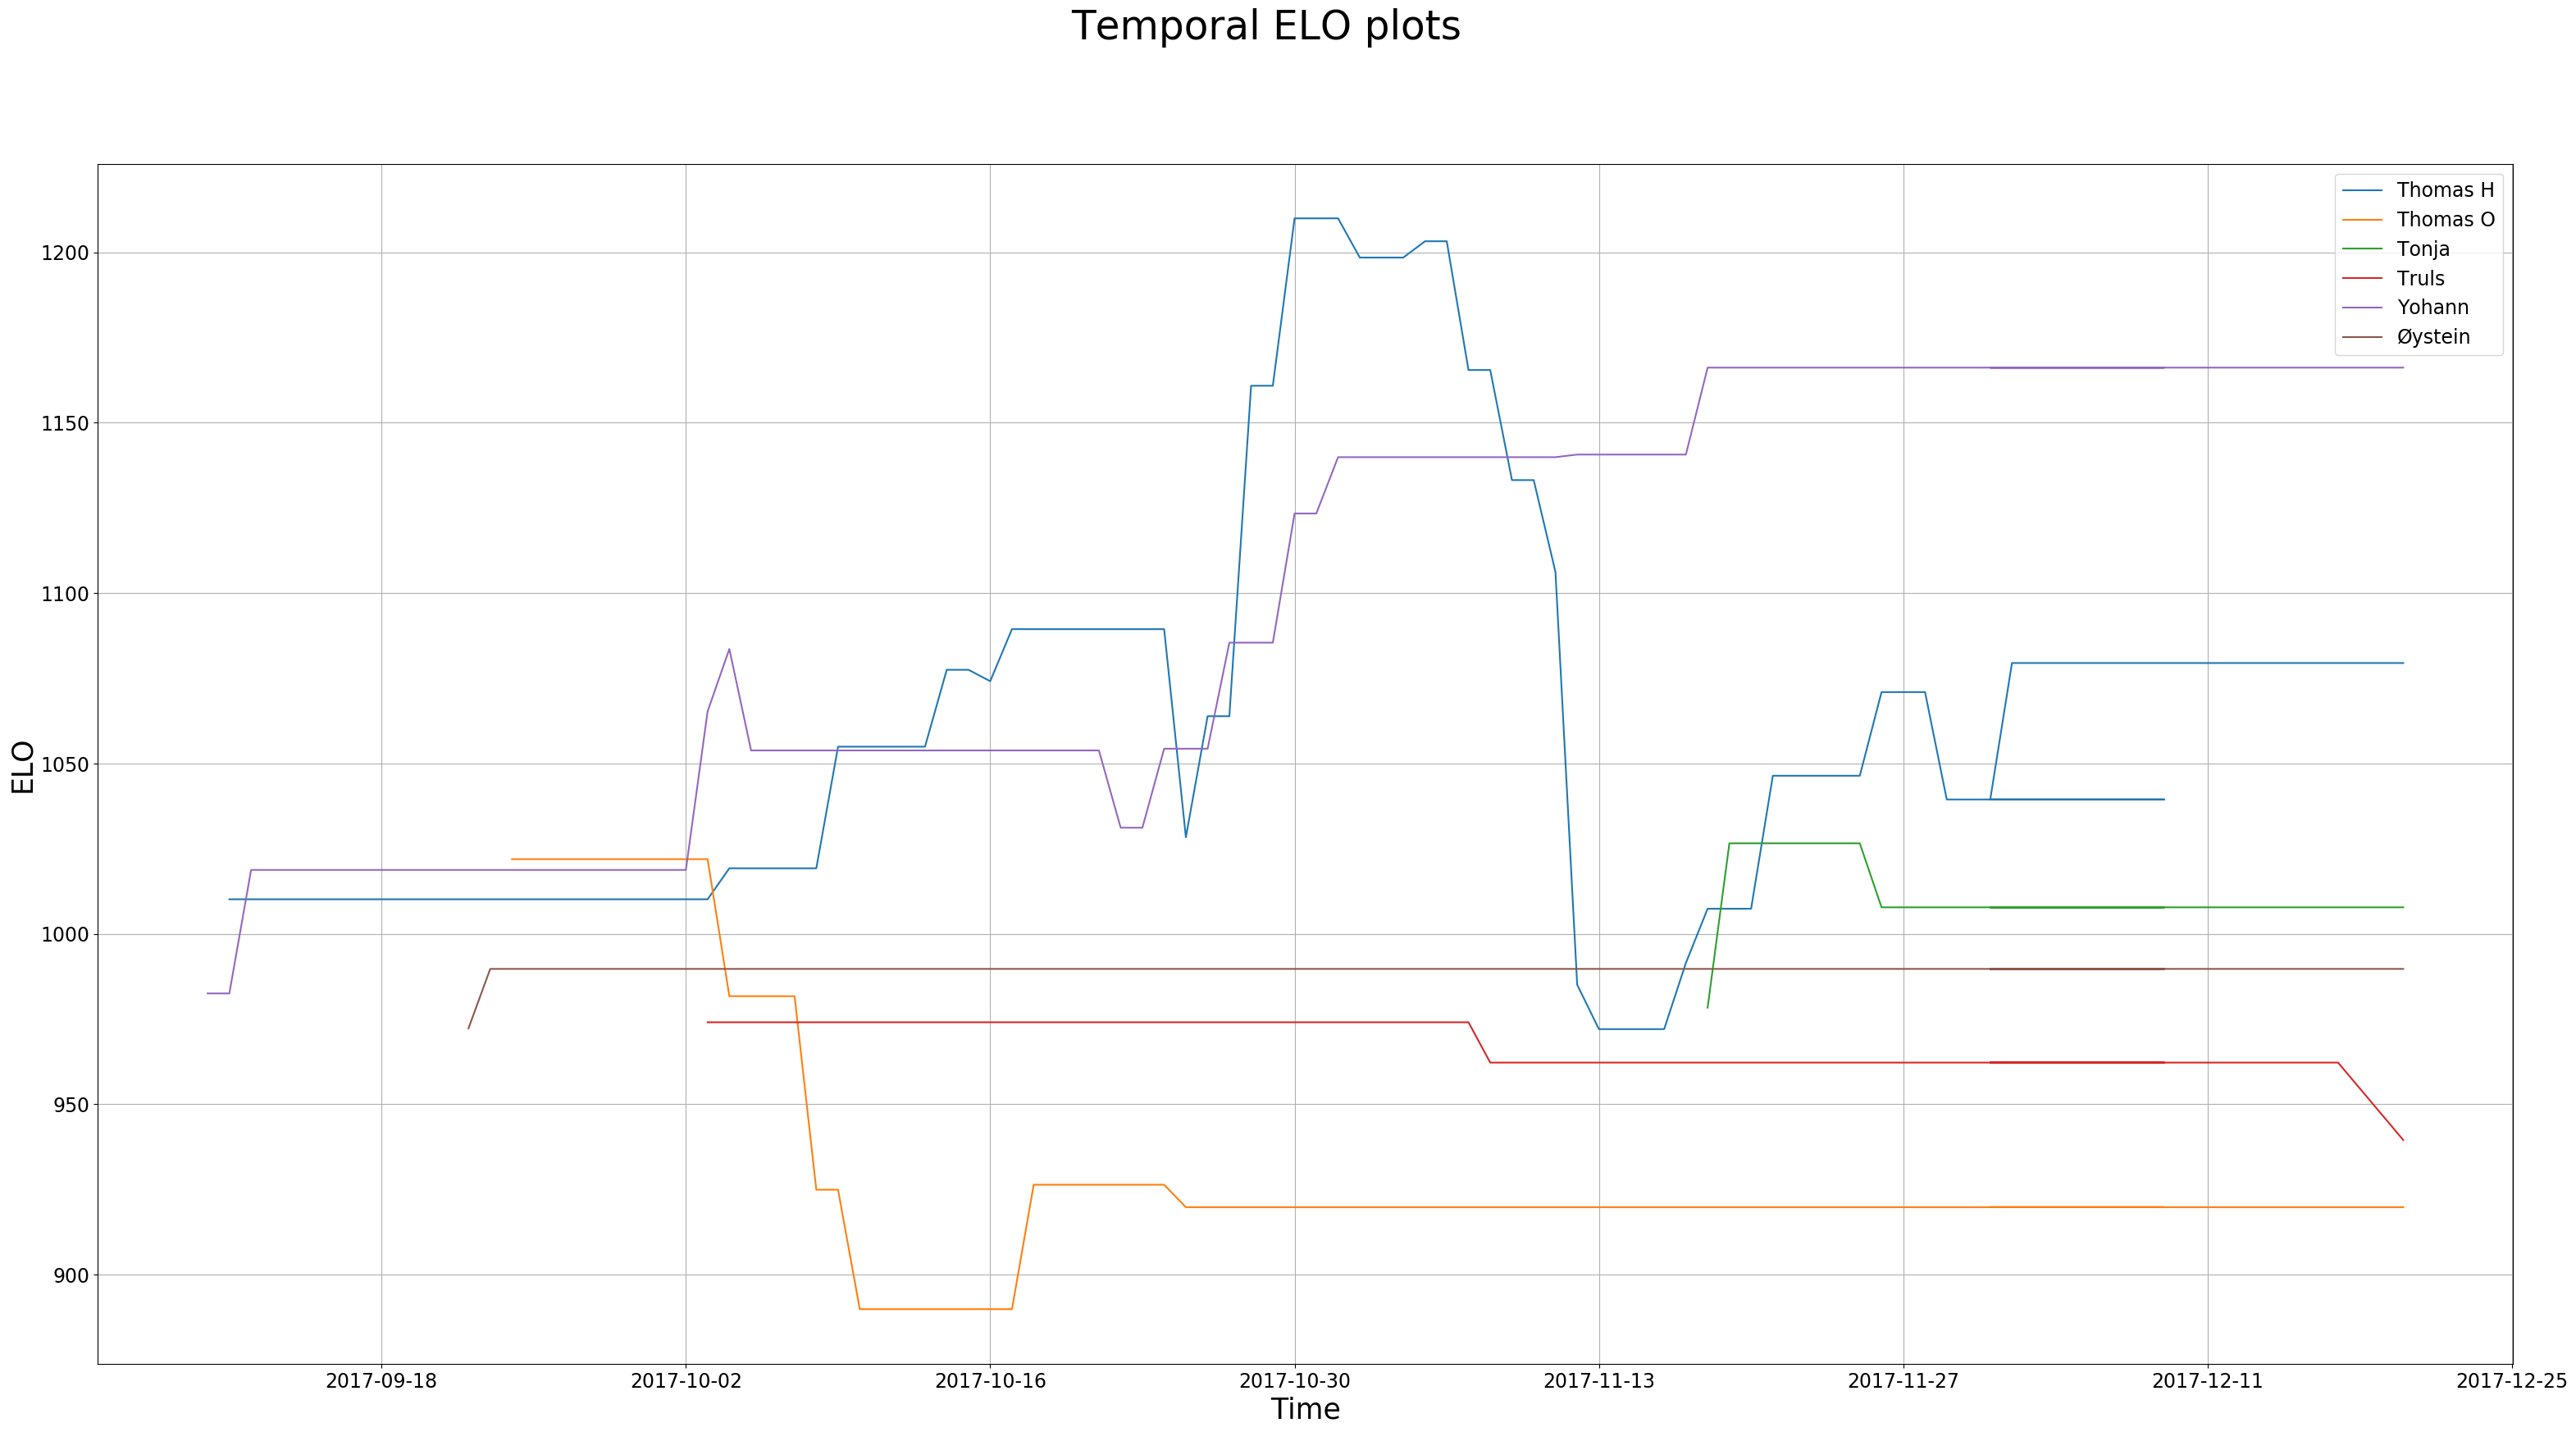 Temporal ELO plots
Thomas H
Thomas O
Tonja
Truls
Yohann
Øystein
1200
1150
1100
1050
1000
950
900
ELO
2017-09-18
2017-10-02
2017-10-16
2017-10-30
2017-11-13
2017-11-27
2017-12-11
2017-12-25
Time